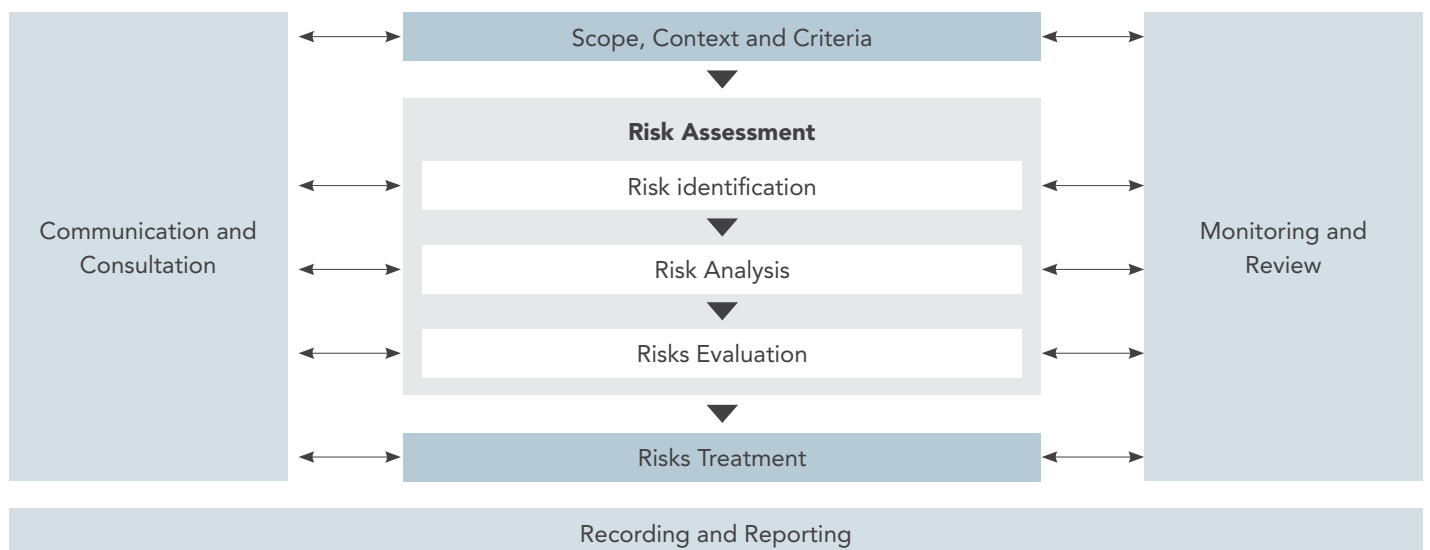 Scope, Context and Criteria
Risk Assessment
Risk identification
Communication and
Consultation
Risk Analysis
Monitoring and
Review
Risks Evaluation
Risks Treatment
Recording and Reporting